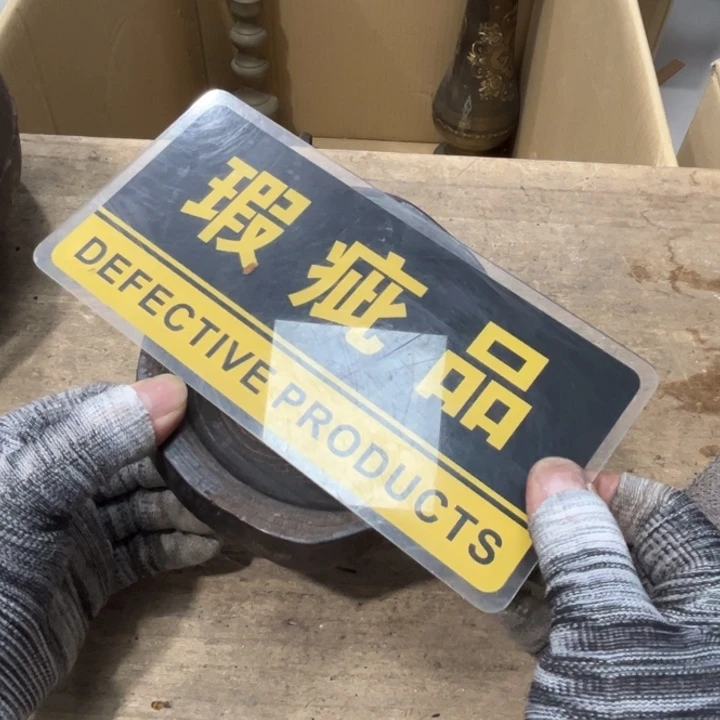 瑕疵品
DEFECTIVE PRODUCTS